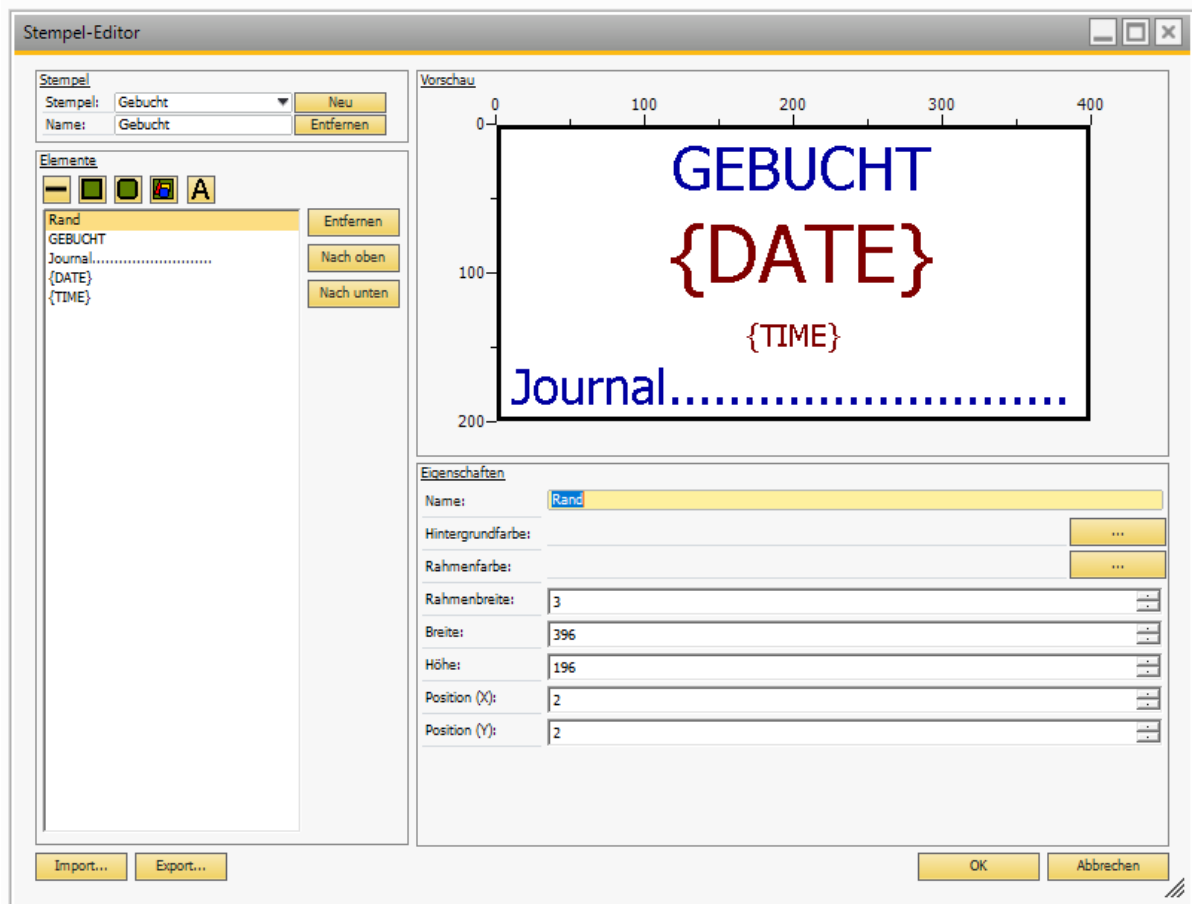 Stempel-Editor
Stempel
Stempel: Gebucht Neu
Name: Gebucht Entfernen
Elemente
A
Rand
GEBUCHT
Journal............................
{DATE}
{TIME}
Entfernen
Nach oben
Nach unten
Vorschau
0 100 200 300 400
0
100
200
GEBUCHT
{DATE}
{TIME}
Journal............................
Eigenschaften
Name: Rand
Hintergrundfarbe: ...
Rahmenfarbe: ...
Rahmenbreite: 3
Breite: 396
Höhe: 196
Position (X): 2
Position (Y): 2
Import... Export... OK Abbrechen